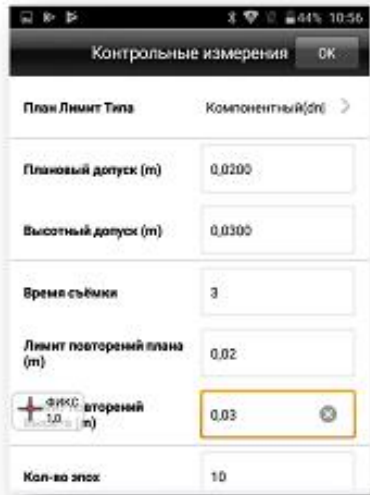 44% 10:56
Контрольные измерения OK
План Лимит Типа Компонентный(dn) >
Плановый допуск (m) 0,0200
Высотный допуск (m) 0,0300
Время съёмки 3
Лимит повторений плана
(m) 0,02
ФИКС вторений
1,0 m) 0,03
Кол-во эпох 10